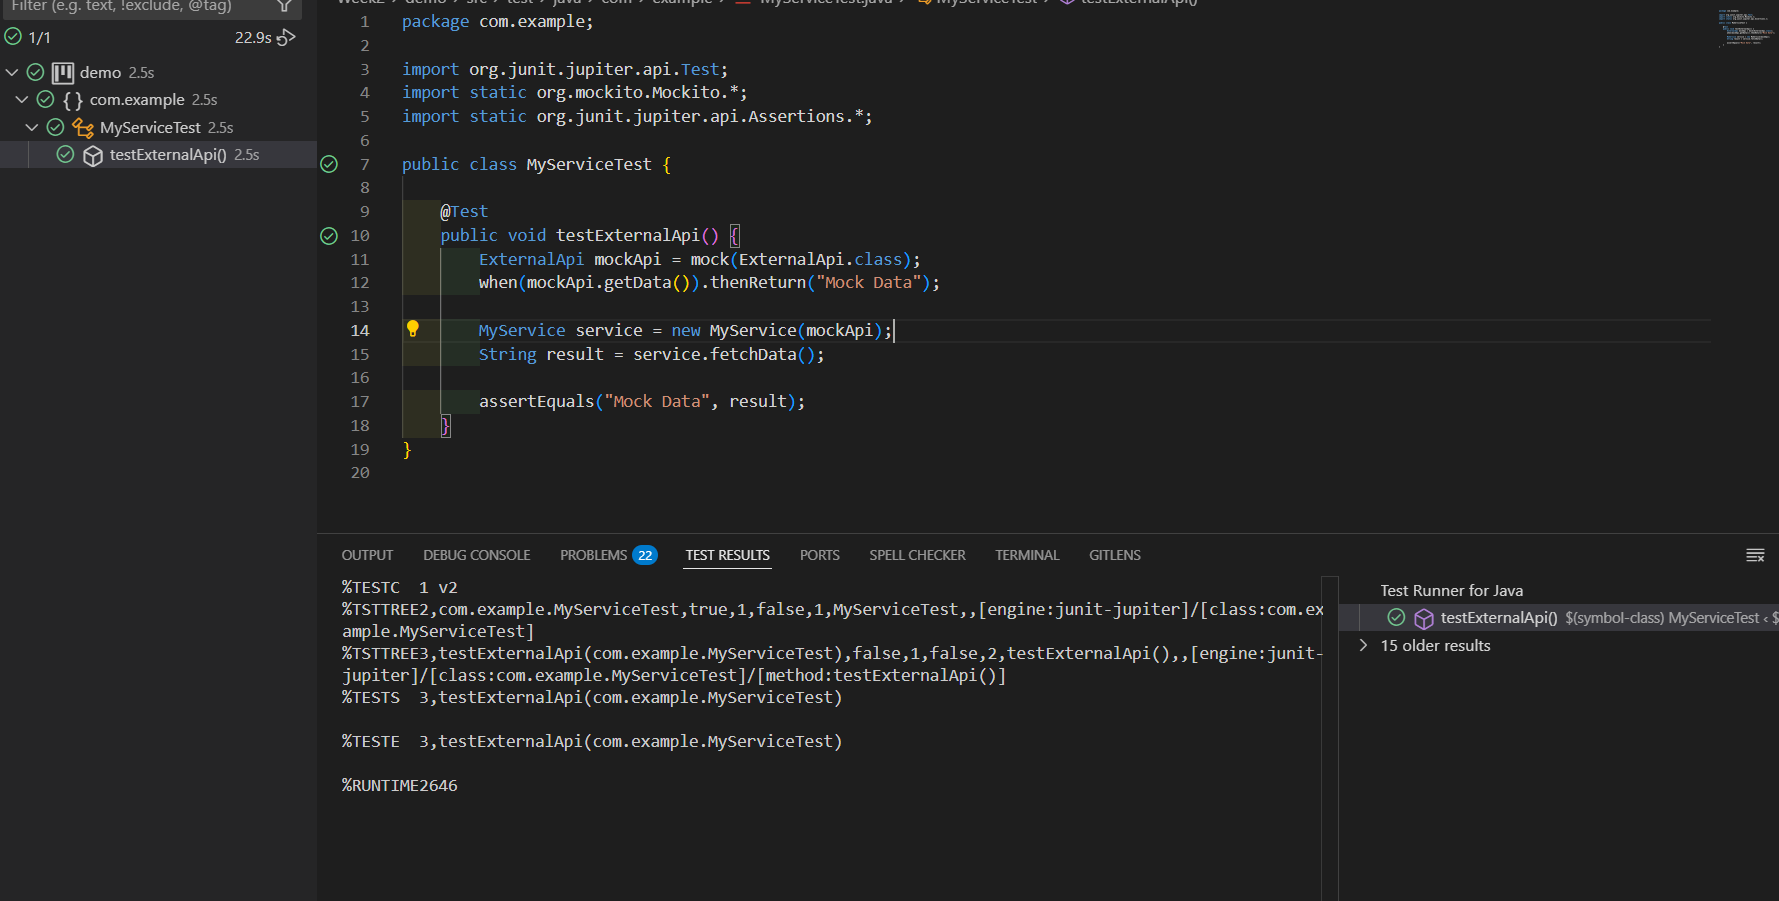 Filter (e.g. text, !exclude, @tag)
1/1
22.9s
demo 2.5s
com.example 2.5s
MyServiceTest 2.5s
testExternalApi() 2.5s
Week2 > demo > src > test > java > com > example > MyServiceTest.java > MyServiceTest > testExternalApi()
1 package com.example;
2
3 import org.junit.jupiter.api.Test;
4 import static org.mockito.Mockito.*;
5 import static org.junit.jupiter.api.Assertions.*;
6
7 public class MyServiceTest {
8
9 @Test
10 public void testExternalApi() {
11 ExternalApi mockApi = mock(ExternalApi.class);
12 when(mockApi.getData()).thenReturn("Mock Data");
13
14 MyService service = new MyService(mockApi);
15 String result = service.fetchData();
16
17 assertEquals("Mock Data", result);
18 }
19 }
20
OUTPUT DEBUG CONSOLE PROBLEMS 22 TEST RESULTS PORTS SPELL CHECKER TERMINAL GITLENS
%TESTC  1 v2
%TSTTREE2,com.example.MyServiceTest,true,1,false,1,MyServiceTest,,[engine:junit-jupiter]/[class:com.ex
ample.MyServiceTest]
%TSTTREE3,testExternalApi(com.example.MyServiceTest),false,1,false,2,testExternalApi(),,[engine:junit-
jupiter]/[class:com.example.MyServiceTest]/[method:testExternalApi()]
%TESTS  3,testExternalApi(com.example.MyServiceTest)
%TESTE  3,testExternalApi(com.example.MyServiceTest)
%RUNTIME2646
Test Runner for Java
testExternalApi() $(symbol-class) MyServiceTest ‹ $
15 older results